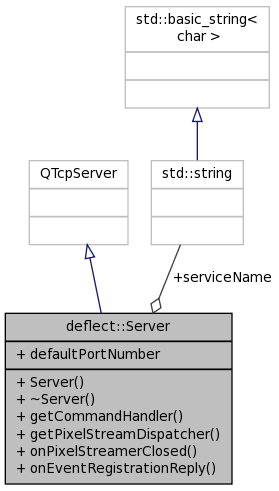 std::basic_string<
char >
QTcpServer
std::string
+serviceName
deflect::Server
+ defaultPortNumber
+ Server()
+ ~Server()
+ getCommandHandler()
+ getPixelStreamDispatcher()
+ onPixelStreamerClosed()
+ onEventRegistrationReply()